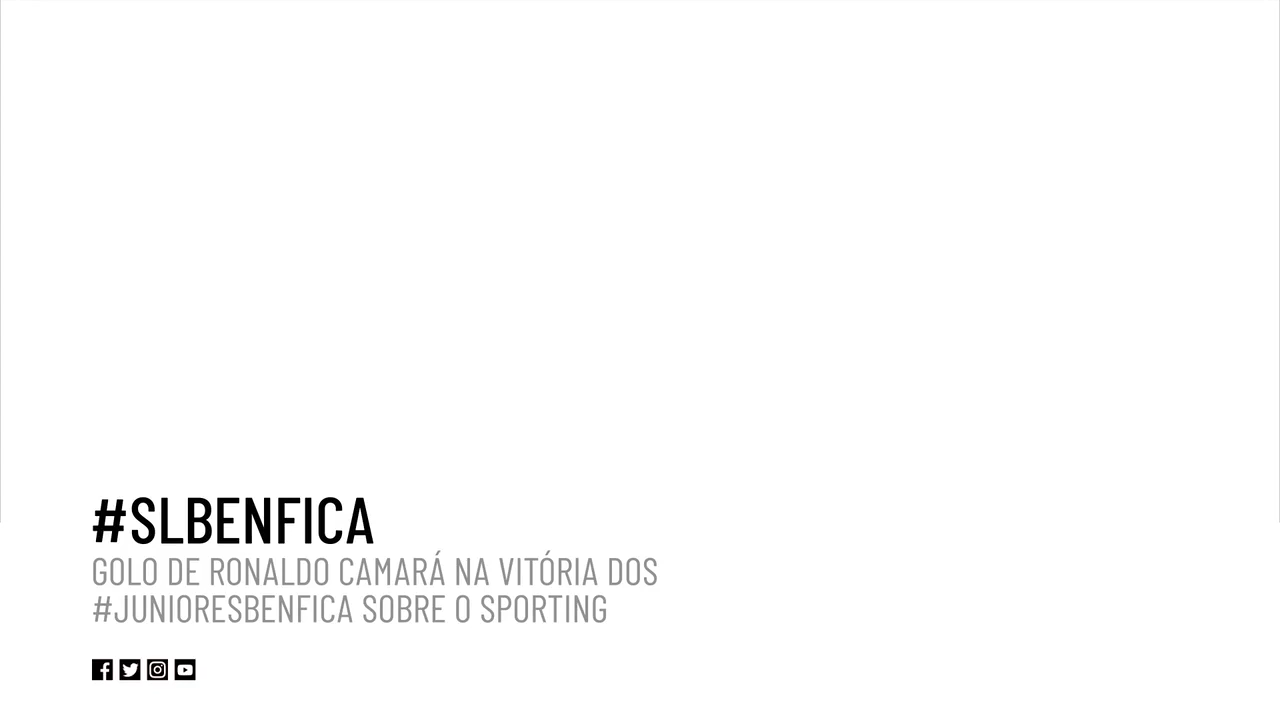 #SLBENFICA
GOLO DE RONALDO CAMARÁ NA VITÓRIA DOS
#JUNIORESBENFICA SOBRE O SPORTING